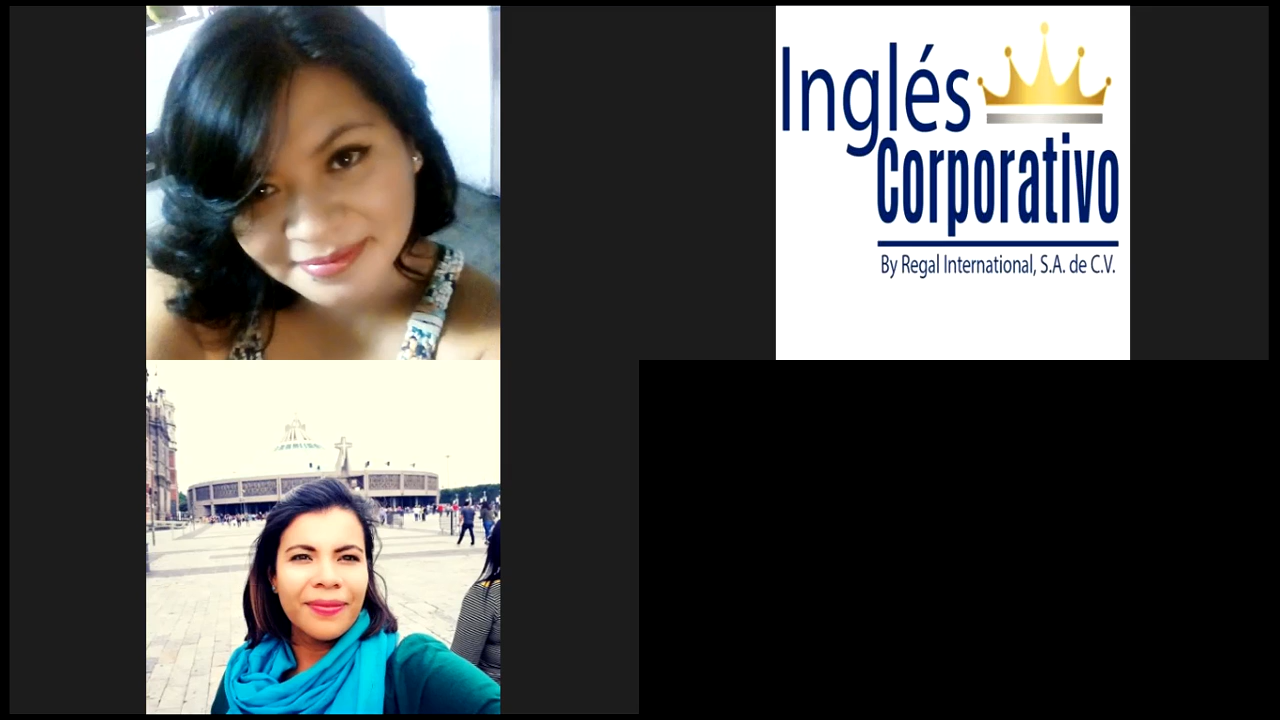 Inglés
Corporativo
By Regal International, S.A. de C.V.